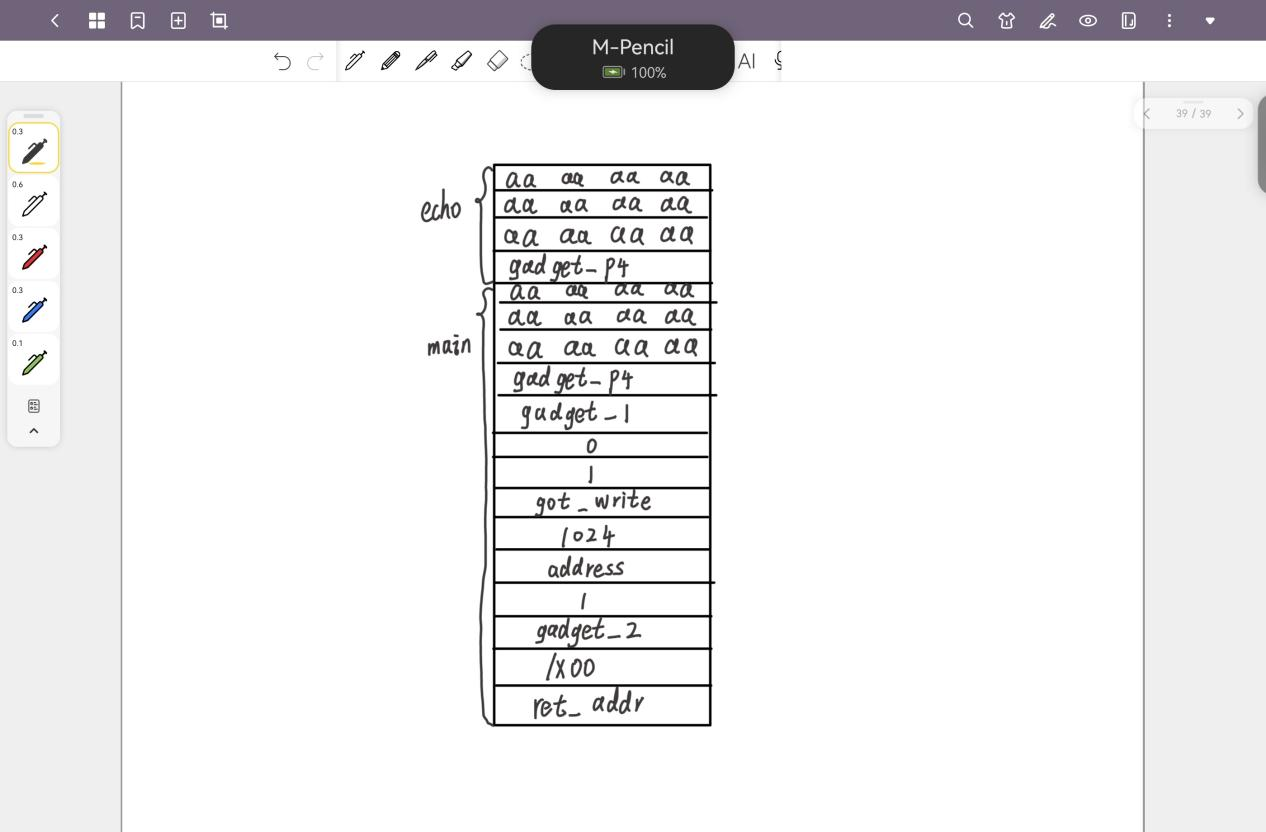 M-Pencil
100%
AI
0.3
0.6
0.3
0.3
0.1
39 / 39
aa aa aa aa
echo
aa aa aa aa
aa aa aa aa
gadget_p4
aa aa aa aa
aa aa aa aa
main
aa aa aa aa
gadget_p4
gadget_1
0
1
got_write
1024
address
1
gadget_2
/x00
ret_addr